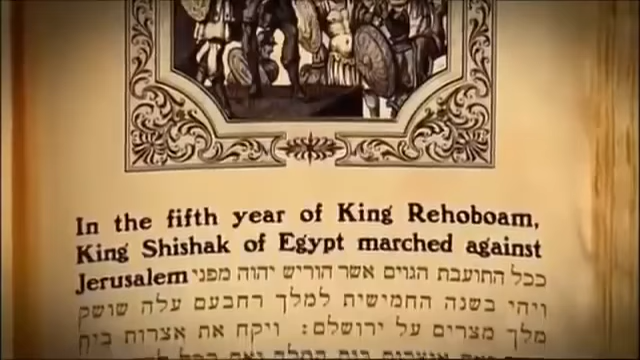 In the fifth year of King Rehoboam,
King Shishak of Egypt marched against
Jerusalem ככל התועבת הגוים אשר הוריש יהוה מפני
ויהי בשנה החמישית למלך רחבעם עלה שושק
מלך מצרים על ירושלם: ויקח את אצרות בית